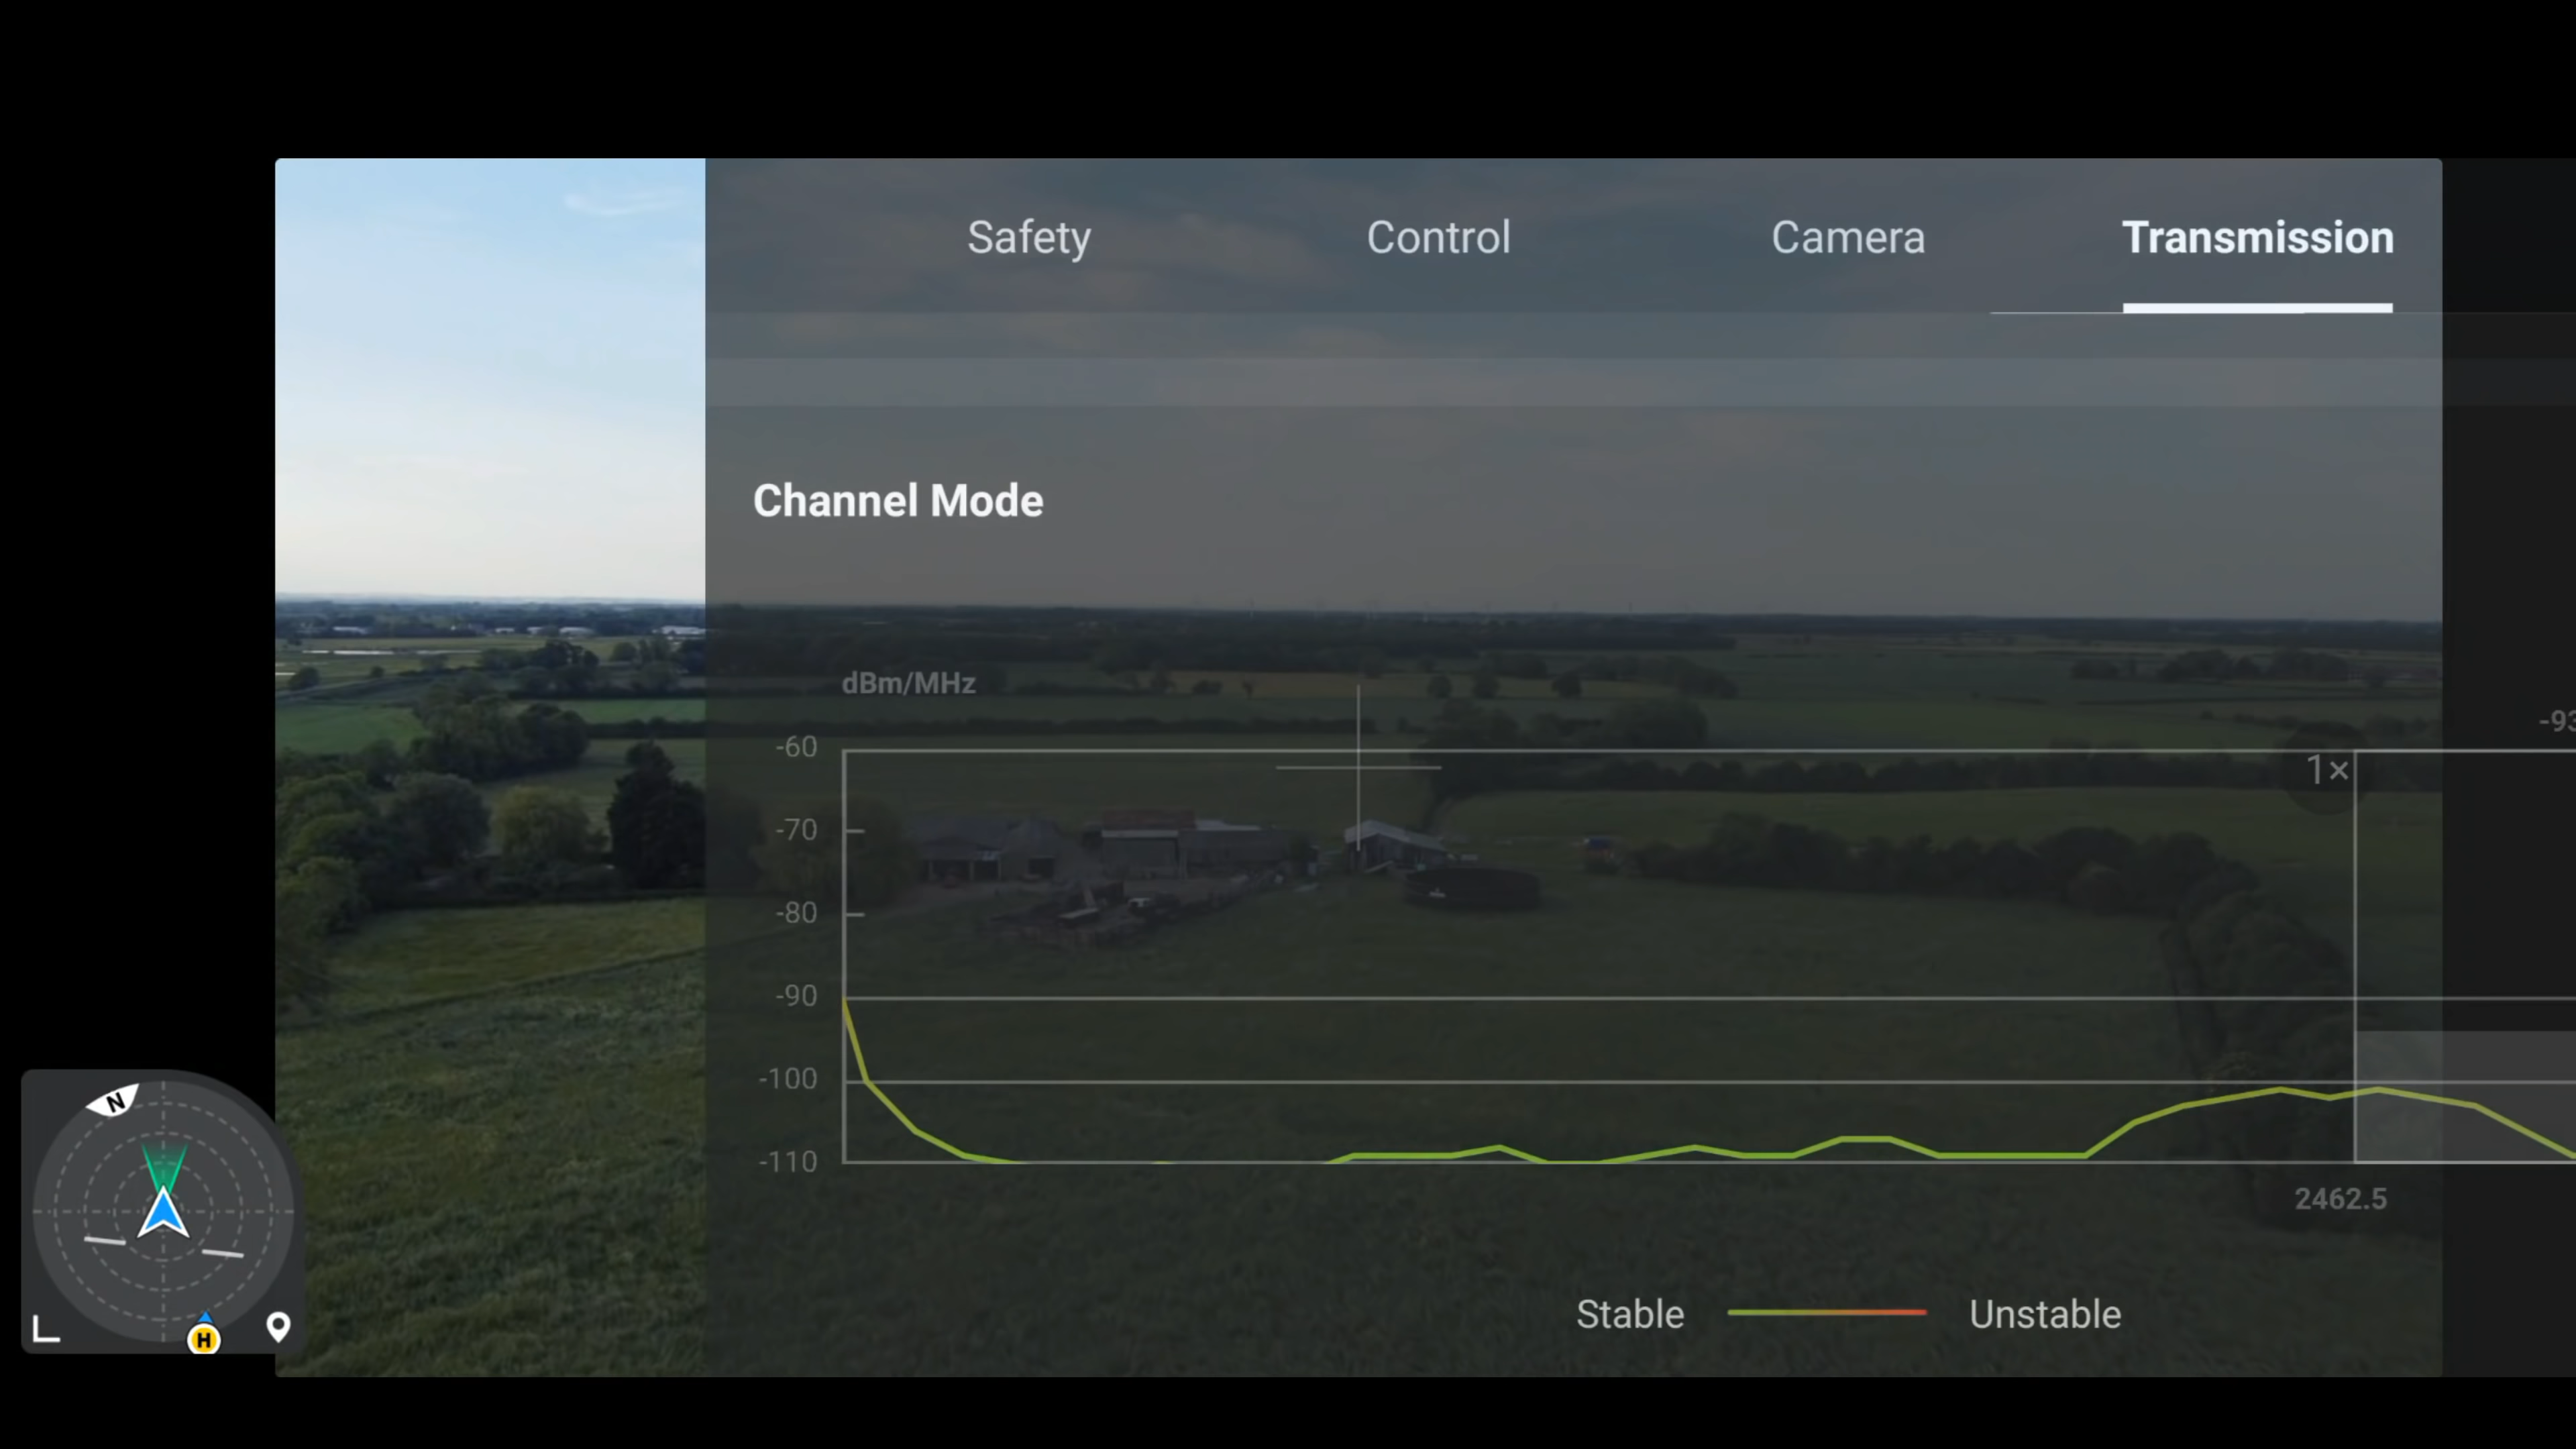 Safety Control Camera Transmission
Channel Mode
dBm/MHz
-93
-60
1×
-70
-80
-90
-100
-110
N
2462.5
Stable Unstable
H